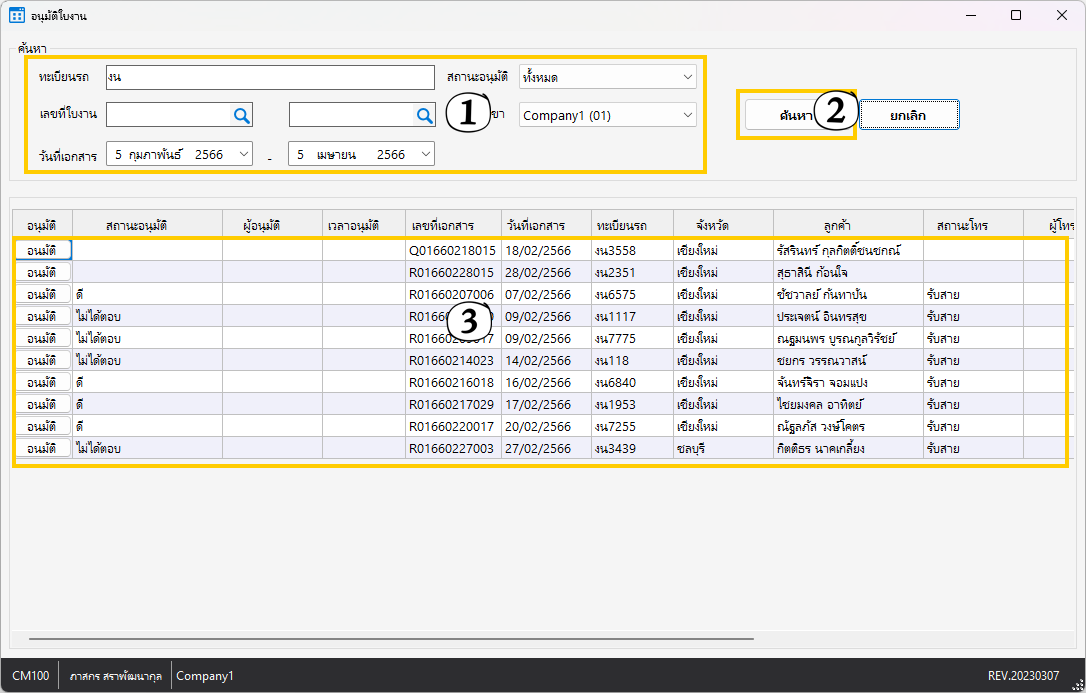 อนุมัติใบงาน
ค้นหา
ทะเบียนรถ งน สถานะอนุมัติ ทั้งหมด
เลขที่ใบงาน 1 ขา Company1 (01) ค้นหา 2 ยกเลิก
วันที่เอกสาร 5 กุมภาพันธ์ 2566 - 5 เมษายน 2566
อนุมัติ สถานะอนุมัติ ผู้อนุมัติ เวลาอนุมัติ เลขที่เอกสาร วันที่เอกสาร ทะเบียนรถ จังหวัด ลูกค้า สถานะโทร ผู้โทร
อนุมัติ Q01660218015 18/02/2566 งน3558 เชียงใหม่ รัสรินทร์ กุลกิตติ์ชนชกณ์
อนุมัติ R01660228015 28/02/2566 งน2351 เชียงใหม่ สุธาสินี ก้อนใจ
อนุมัติ ดี R01660207006 07/02/2566 งน6575 เชียงใหม่ ชัชวาลย์ กันทาปัน รับสาย
อนุมัติ ไม่ได้ตอบ 3 09/02/2566 งน1117 เชียงใหม่ ประเจตน์ อินทรสุข รับสาย
อนุมัติ ไม่ได้ตอบ 09/02/2566 งน7775 เชียงใหม่ ณฐมนพร บูรณกูลวิรัชย์ รับสาย
อนุมัติ ไม่ได้ตอบ R01660214023 14/02/2566 งน118 เชียงใหม่ ชยกร วรรณวาสน์ รับสาย
อนุมัติ ดี R01660216018 16/02/2566 งน6840 เชียงใหม่ จันทร์จิรา จอมแปง รับสาย
อนุมัติ ดี R01660217029 17/02/2566 งน1953 เชียงใหม่ ไชยมงคล อาทิตย์ รับสาย
อนุมัติ ดี R01660220017 20/02/2566 งน7255 เชียงใหม่ ณัฐลภัส วงษ์โคตร รับสาย
อนุมัติ ไม่ได้ตอบ R01660227003 27/02/2566 งน3439 ชลบุรี กิตติธร นาคเกลี้ยง รับสาย
CM100 ภาสกร สราพัฒนากุล Company1 REV.20230307